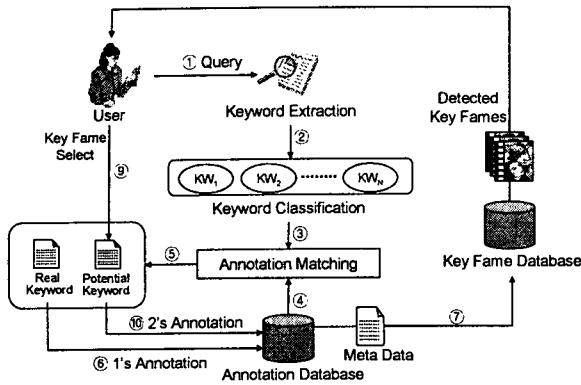 ① Query
User
Keyword Extraction
Detected
Key Fames
Key Fame
Select
②
⑨
KW1 KW2 ········ KWN
Keyword Classification
③
⑤
Annotation Matching
Key Fame Database
Real
Keyword
Potential
Keyword
④
⑩ 2's Annotation
⑦
Meta Data
⑥ 1's Annotation
Annotation Database